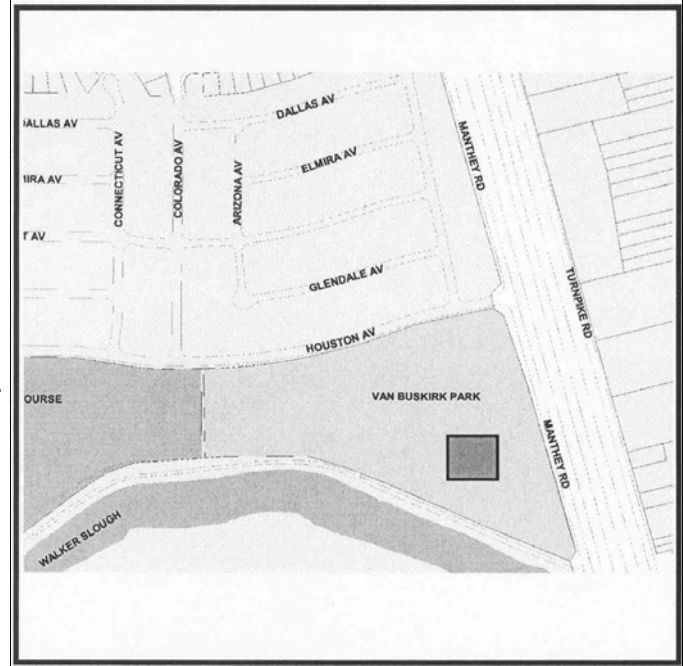 DALLAS AV
ALLAS AV
MANTHEY RD
CONNECTICUT AV
COLORADO AV
ARIZONA AV
ELMIRA AV
IRA AV
T AV
GLENDALE AV
TURNPIKE RD
HOUSTON AV
OURSE
VAN BUSKIRK PARK
MANTHEY RD
WALKER SLOUGH